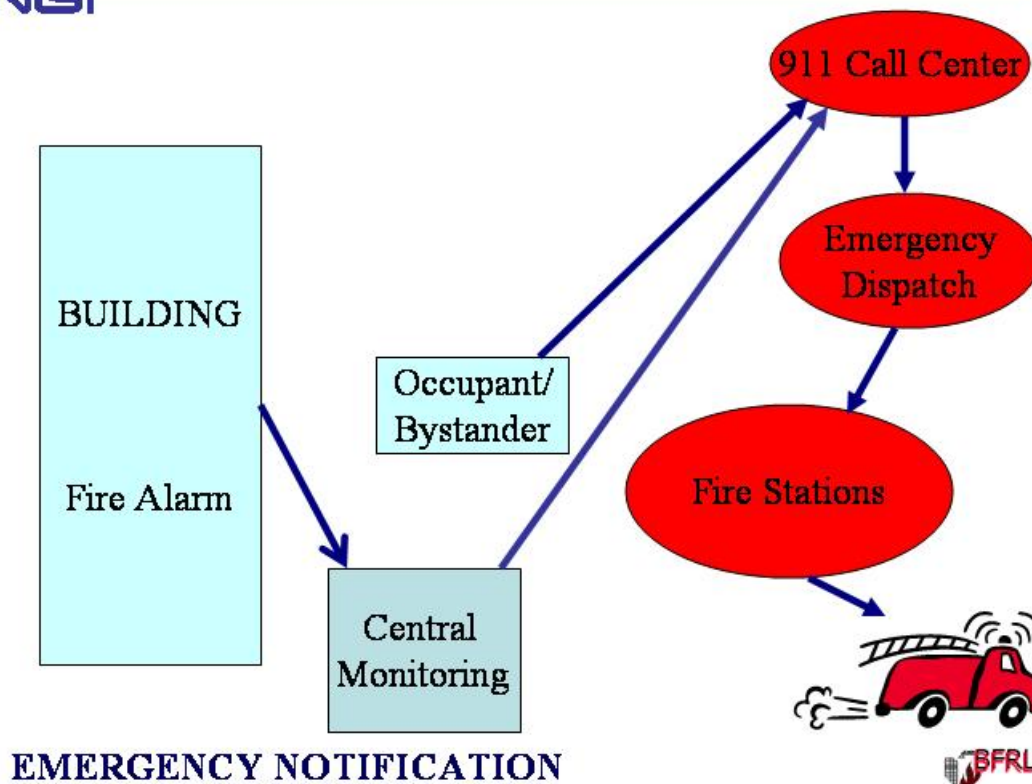 911 Call Center
BUILDING
Fire Alarm
Occupant/
Bystander
Central
Monitoring
Emergency
Dispatch
Fire Stations
EMERGENCY NOTIFICATION
BFRL